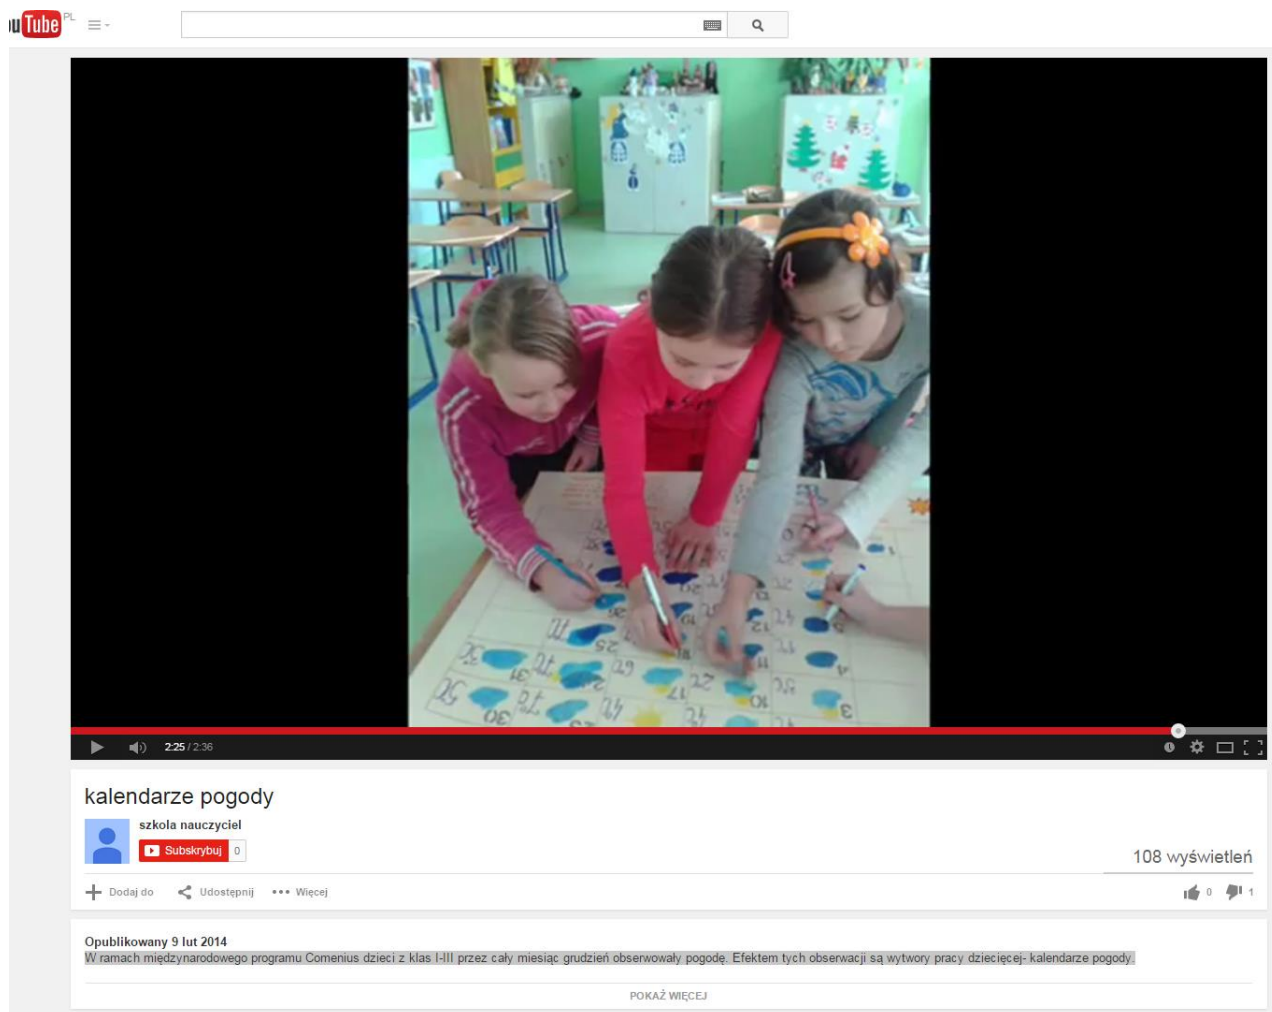 ou Tube PL
2:25 / 2:36
kalendarze pogody
szkola nauczyciel
Subskrybuj 0
108 wyświetleń
Dodaj do Udostępnij Więcej 0 1
Opublikowany 9 lut 2014
W ramach międzynarodowego programu Comenius dzieci z klas I-III przez cały miesiąc grudzień obserwowały pogodę. Efektem tych obserwacji są wytwory pracy dziecięcej- kalendarze pogody.
POKAŻ WIĘCEJ